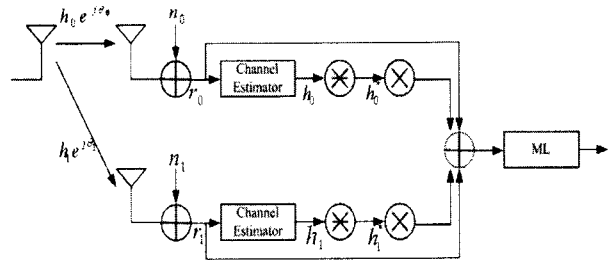 h₀ e^{jθ₀}
n₀
r₀
Channel
Estimator
h₀
h₀*
ML
h₁ e^{jθ₁}
n₁
r₁
Channel
Estimator
h₁
h₁*